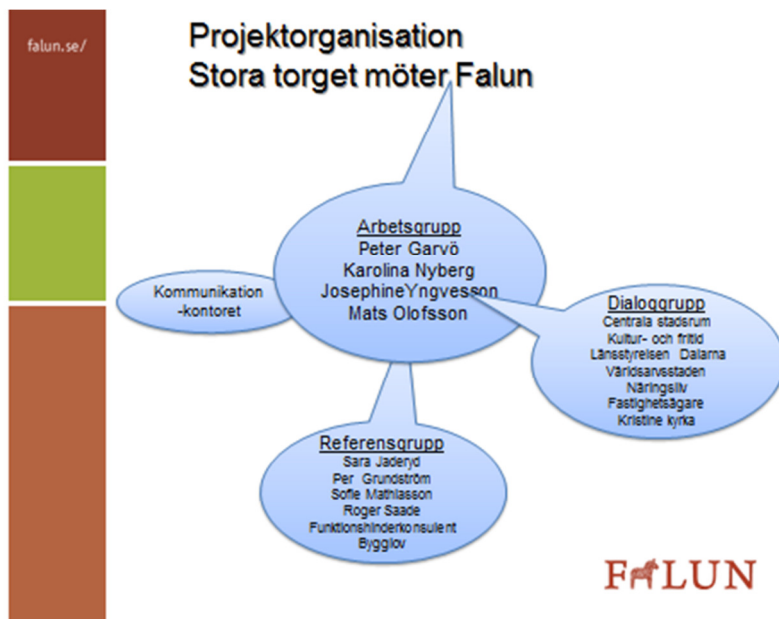 falun.se/
Projektorganisation
Stora torget möter Falun
Arbetsgrupp
Peter Garvö
Karolina Nyberg
JosephineYngvesson
Mats Olofsson
Kommunikation
-kontoret
Dialoggrupp
Centrala stadsrum
Kultur- och fritid
Länsstyrelsen Dalarna
Världsarvsstaden
Näringsliv
Fastighetsägare
Kristine kyrka
Referensgrupp
Sara Jaderyd
Per Grundström
Sofie Mathiasson
Roger Saade
Funktionshinderkonsulent
Bygglov
FALUN